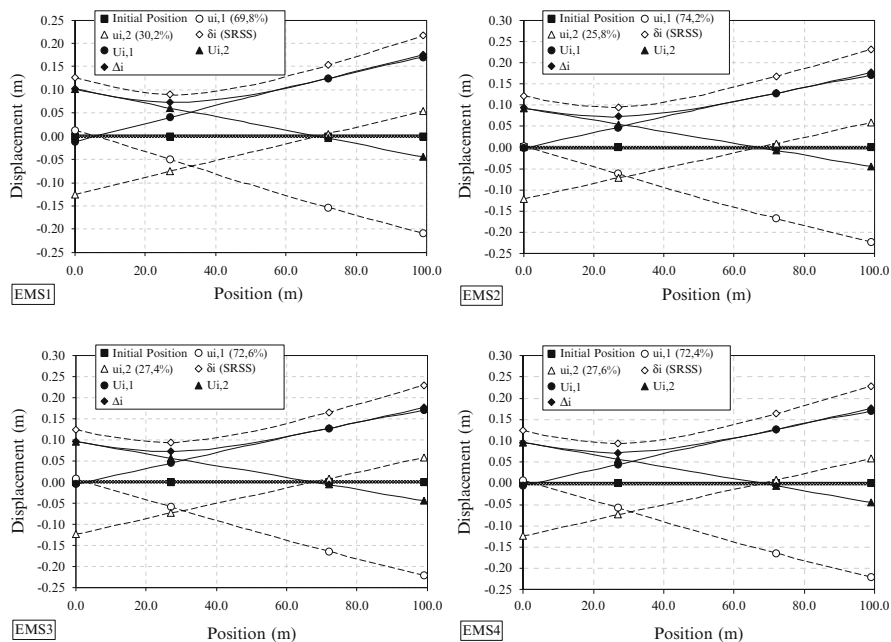 0.25
0.20
0.15
0.10
0.05
0.00
-0.05
-0.10
-0.15
-0.20
-0.25
Displacement (m)
Initial Position ui,1 (69,8%)
ui,2 (30,2%) δi (SRSS)
Ui,1 Ui,2
Δi
0.0 20.0 40.0 60.0 80.0 100.0
Position (m)
EMS1
0.30
0.25
0.20
0.15
0.10
0.05
0.00
-0.05
-0.10
-0.15
-0.20
-0.25
Displacement (m)
Initial Position ui,1 (74,2%)
ui,2 (25,8%) δi (SRSS)
Ui,1 Ui,2
Δi
0.0 20.0 40.0 60.0 80.0 100.0
Position (m)
EMS2
0.30
0.25
0.20
0.15
0.10
0.05
0.00
-0.05
-0.10
-0.15
-0.20
-0.25
Displacement (m)
Initial Position ui,1 (72,6%)
ui,2 (27,4%) δi (SRSS)
Ui,1 Ui,2
Δi
0.0 20.0 40.0 60.0 80.0 100.0
Position (m)
EMS3
0.30
0.25
0.20
0.15
0.10
0.05
0.00
-0.05
-0.10
-0.15
-0.20
-0.25
Displacement (m)
Initial Position ui,1 (72,4%)
ui,2 (27,6%) δi (SRSS)
Ui,1 Ui,2
Δi
0.0 20.0 40.0 60.0 80.0 100.0
Position (m)
EMS4